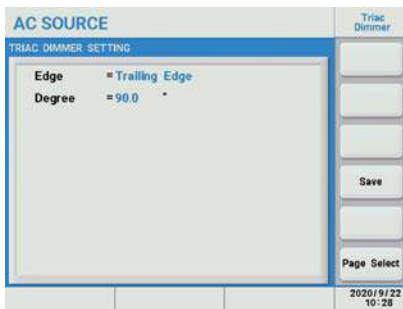 AC SOURCE
Triac
Dimmer
TRIAC DIMMER SETTING
Edge = Trailing Edge
Degree = 90.0 °
Save
Page Select
2020/9/22
10:28